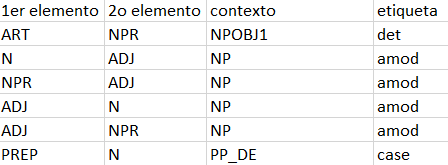 1er elemento 2o elemento contexto etiqueta
ART NPR NPOBJ1 det
N ADJ NP amod
NPR ADJ NP amod
ADJ N NP amod
ADJ NPR NP amod
PREP N PP_DE case